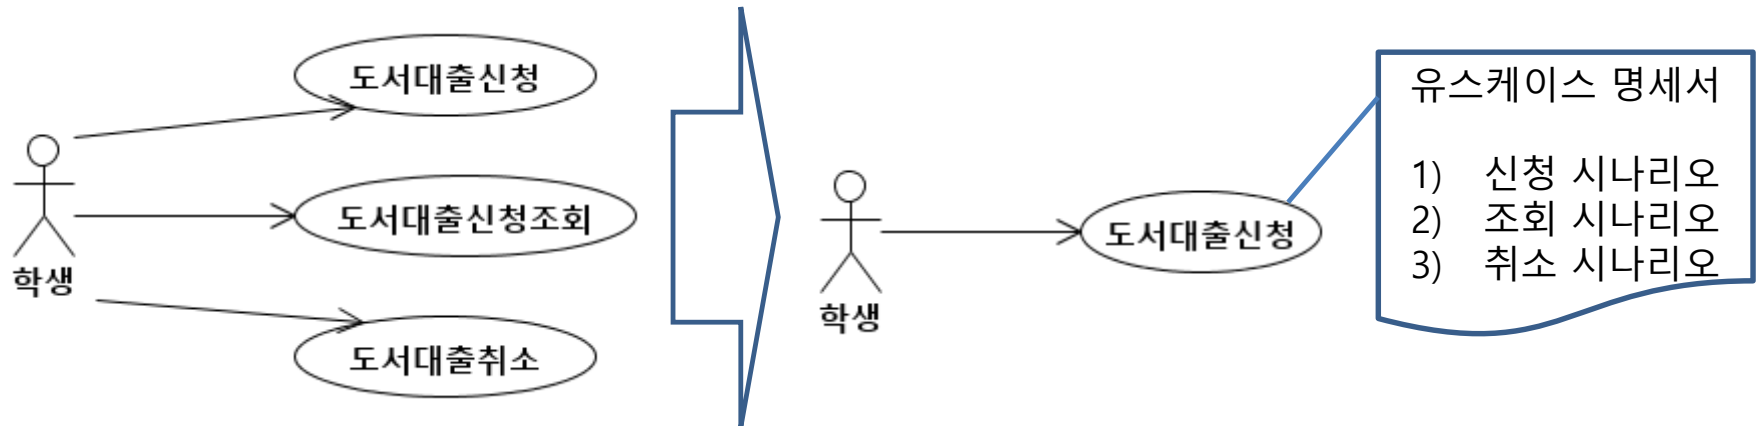 도서대출신청
도서대출신청조회
학생
도서대출취소
학생
도서대출신청
유스케이스 명세서
1) 신청 시나리오
2) 조회 시나리오
3) 취소 시나리오